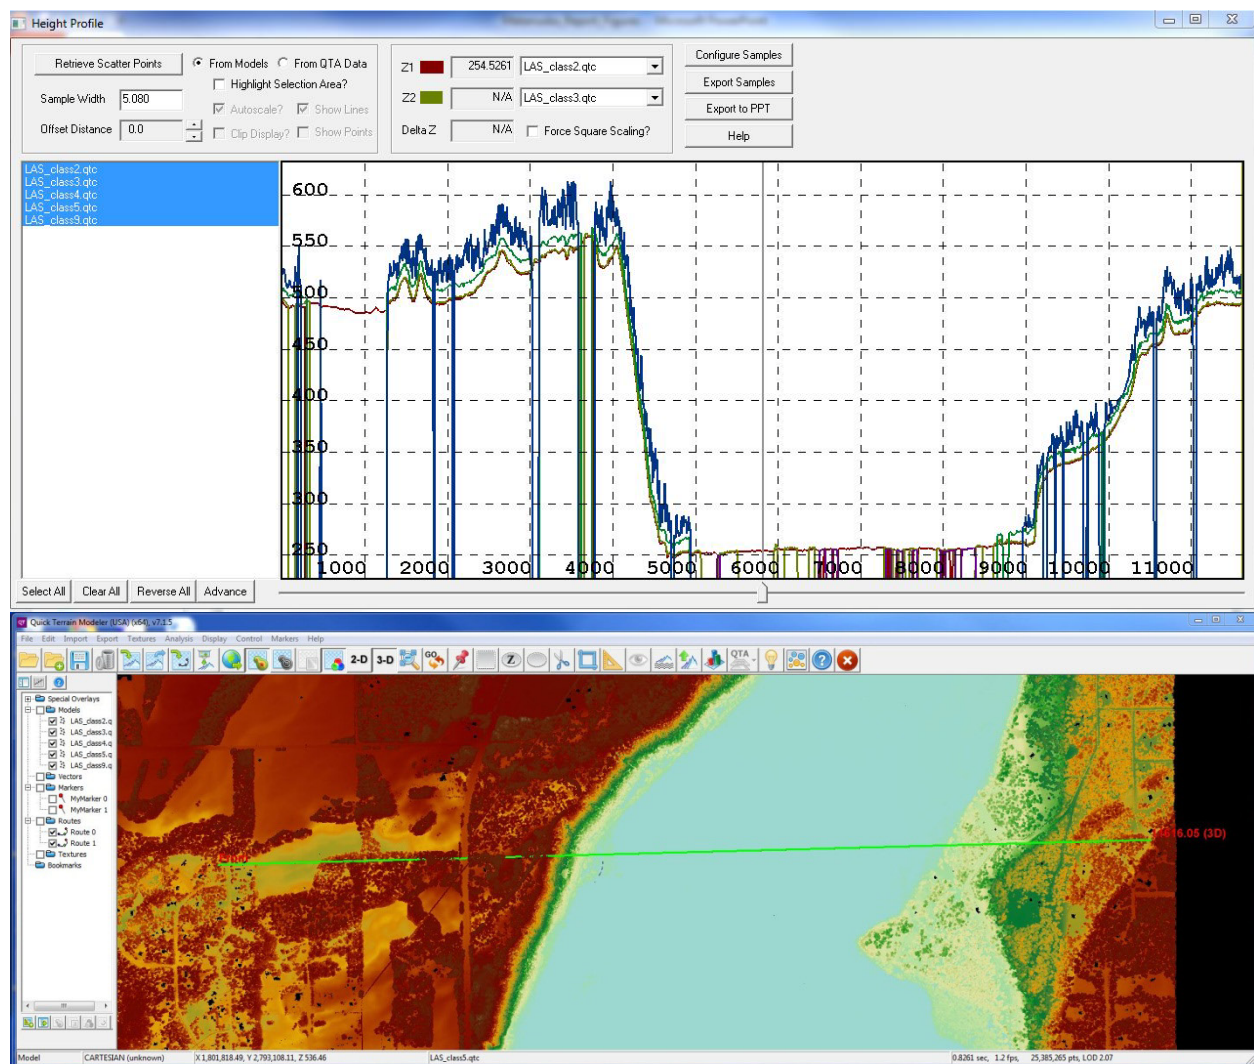 Height Profile
Retrieve Scatter Points
From Models
From QTA Data
Highlight Selection Area?
Sample Width
5.080
Autoscale?
Show Lines
Offset Distance
0.0
Clip Display?
Show Points
Z1
254.5261
LAS_class2.qtc
Z2
N/A
LAS_class3.qtc
Delta Z
N/A
Force Square Scaling?
Configure Samples
Export Samples
Export to PPT
Help
LAS_class2.qtc
LAS_class3.qtc
LAS_class4.qtc
LAS_class5.qtc
LAS_class9.qtc
600
550
500
450
400
350
300
250
1000 2000 3000 4000 5000 6000 7000 8000 9000 10000 11000
Select All
Clear All
Reverse All
Advance
Quick Terrain Modeler (USA) (x64), v7.1.5
File Edit Import Export Textures Analysis Display Control Markers Help
2-D 3-D GO Z QTA
Special Overlays
Models
LAS_class2.q
LAS_class3.q
LAS_class4.q
LAS_class5.q
LAS_class9.q
Vectors
Markers
MyMarker 0
MyMarker 1
Routes
Route 0
Route 1
Textures
Bookmarks
616.05 (3D)
Model
CARTESIAN (unknown)
X 1,801,818.49, Y 2,793,108.11, Z 536.46
LAS_class5.qtc
0.8261 sec, 1.2 fps, 25,385,265 pts, LOD 2.07